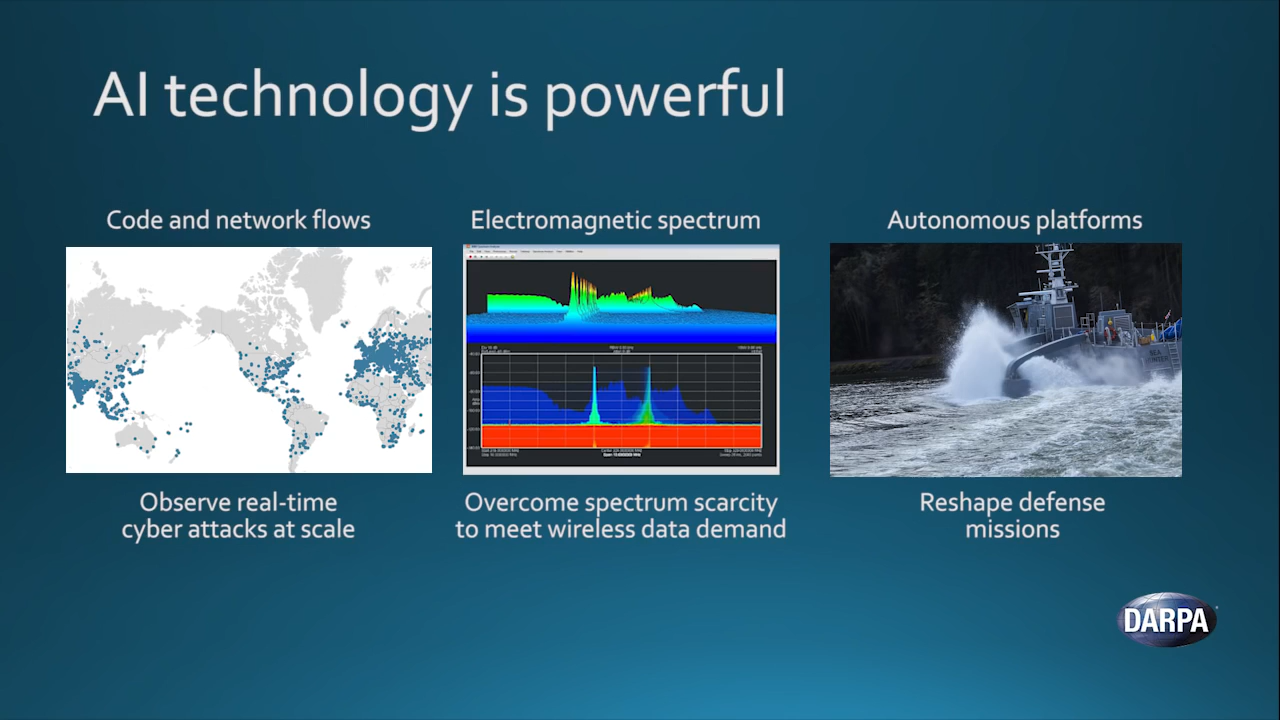 AI technology is powerful
Code and network flows
Electromagnetic spectrum
Autonomous platforms
SEA
Observe real-time
cyber attacks at scale
Overcome spectrum scarcity
to meet wireless data demand
Reshape defense
missions
DARPA